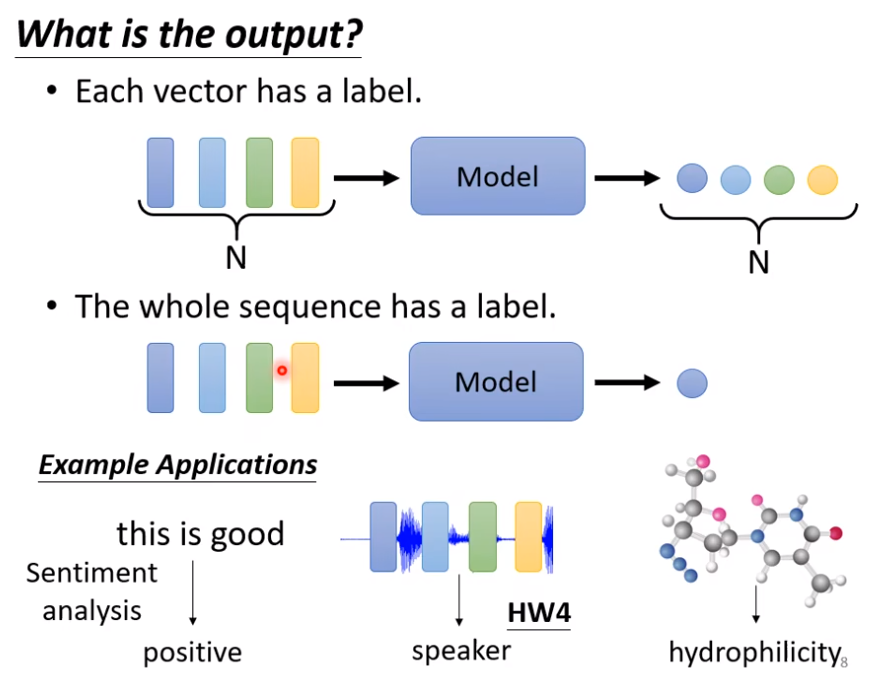 What is the output?
• Each vector has a label.
Model
N
N
• The whole sequence has a label.
Model
Example Applications
this is good
Sentiment
analysis
positive
HW4
speaker
hydrophilicity
8